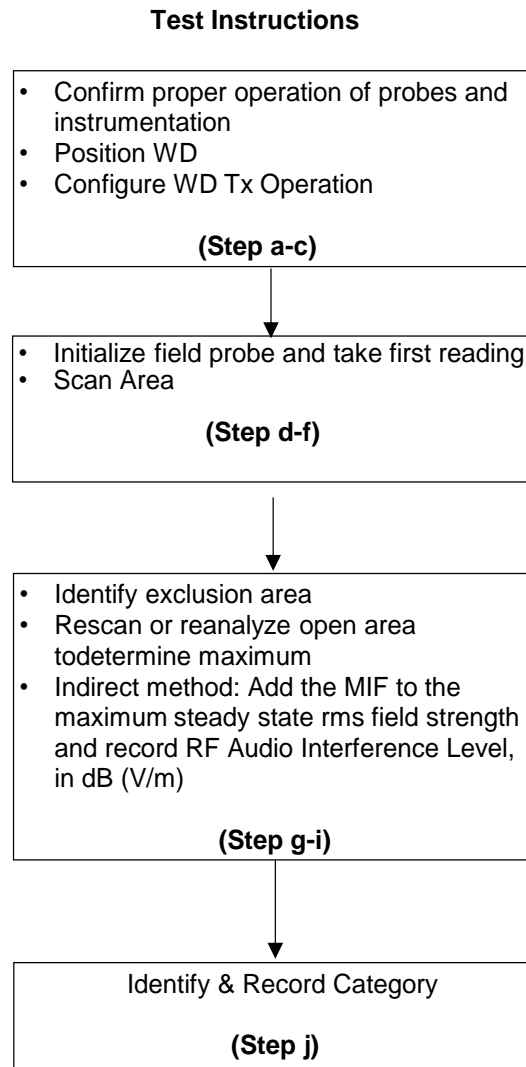 Test Instructions
• Confirm proper operation of probes and
instrumentation
• Position WD
• Configure WD Tx Operation
(Step a-c)
• Initialize field probe and take first reading
• Scan Area
(Step d-f)
• Identify exclusion area
• Rescan or reanalyze open area
todetermine maximum
• Indirect method: Add the MIF to the
maximum steady state rms field strength
and record RF Audio Interference Level,
in dB (V/m)
(Step g-i)
Identify & Record Category
(Step j)